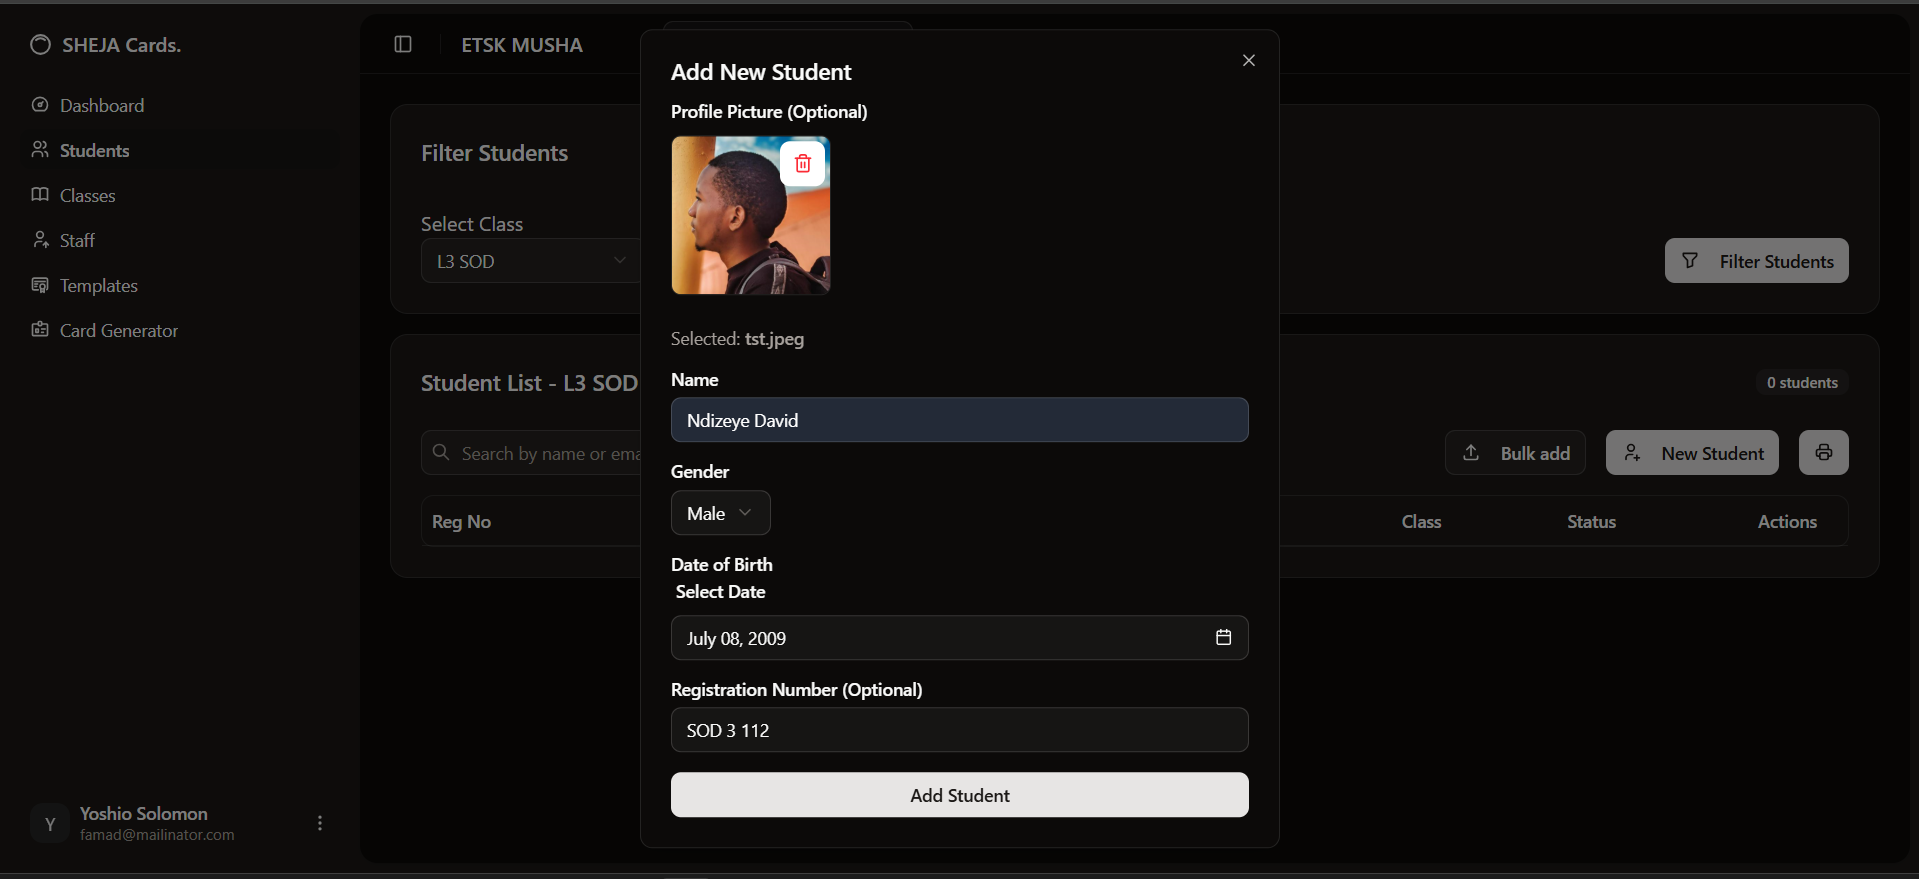 SHEJA Cards.
Dashboard
Students
Classes
Staff
Templates
Card Generator
Y
Yoshio Solomon
famad@mailinator.com
ETSK MUSHA
Filter Students
Select Class
L3 SOD
Filter Students
Student List - L3 SOD
0 students
Search by name or ema
Bulk add
New Student
Reg No
Class
Status
Actions
Add New Student
Profile Picture (Optional)
Selected: tst.jpeg
Name
Ndizeye David
Gender
Male
Date of Birth
Select Date
July 08, 2009
Registration Number (Optional)
SOD 3 112
Add Student